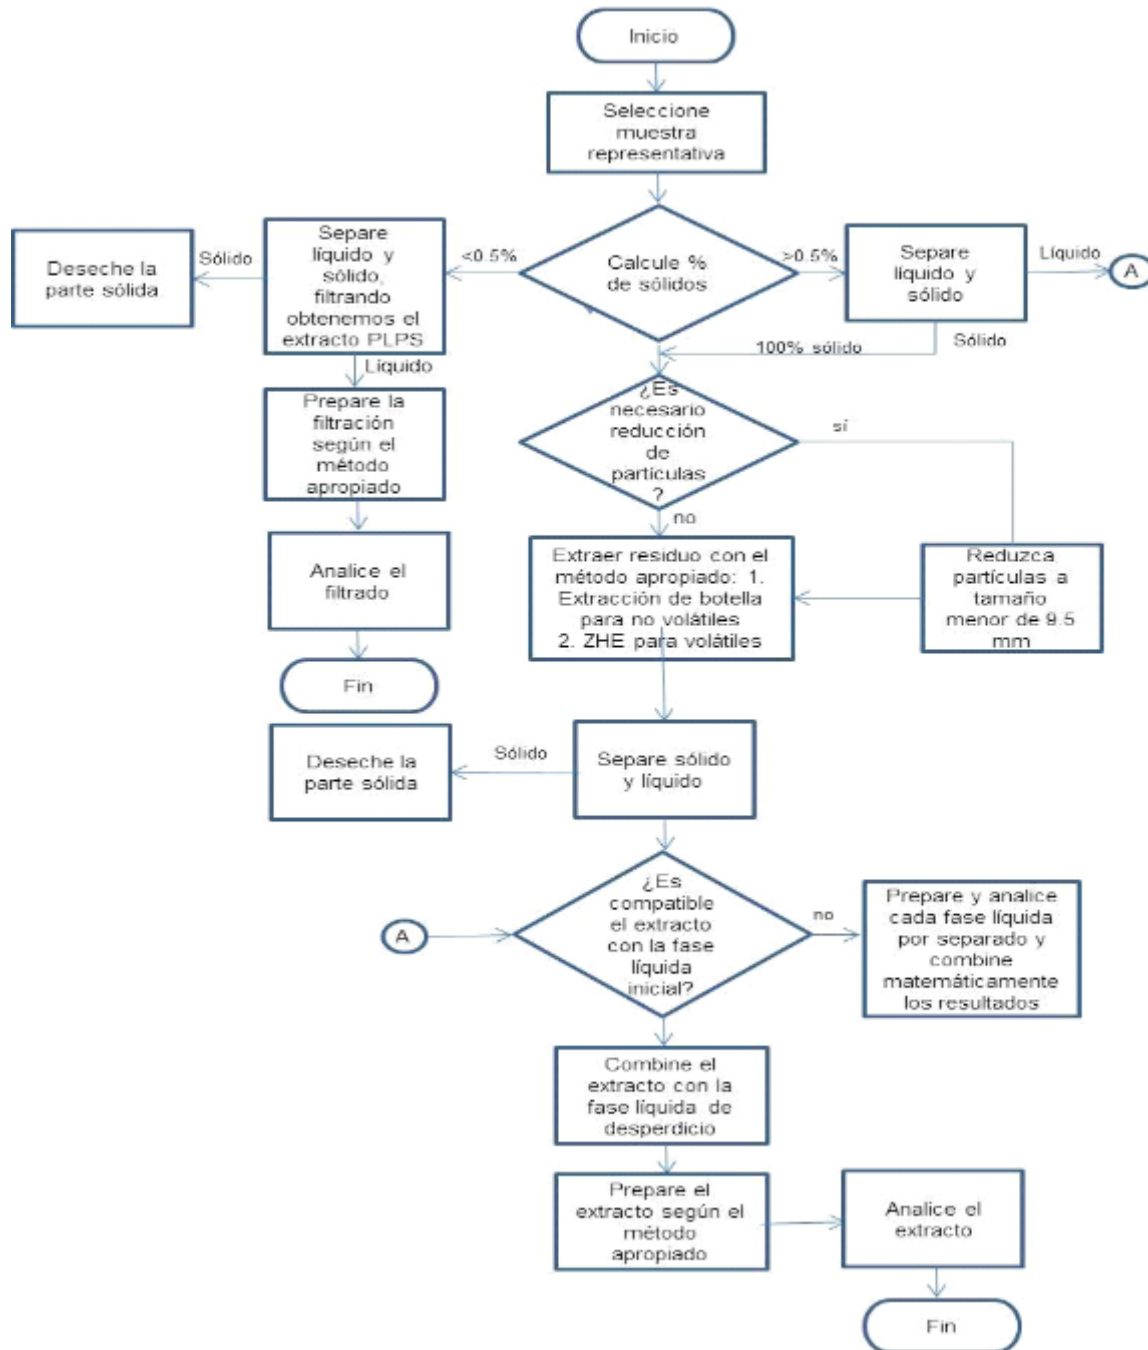 Inicio
Seleccione
muestra
representativa
Deseche la
parte sólida
Sólido
Separe
líquido y
sólido,
filtrando
obtenemos el
extracto PLPS
<0.5%
Calcule %
de sólidos
>0.5%
Separe
líquido y
sólido
Líquido
A
Líquido
100% sólido
Sólido
Prepare la
filtración
según el
método
apropiado
¿Es
necesario
reducción
de
partículas
?
sí
no
Analice el
filtrado
Extraer residuo con el
método apropiado: 1.
Extracción de botella
para no volátiles
2. ZHE para volátiles
Reduzca
partículas a
tamaño
menor de 9.5
mm
Fin
Deseche la
parte sólida
Sólido
Separe sólido
y líquido
A
¿Es
compatible
el extracto
con la fase
líquida
inicial?
no
Prepare y analice
cada fase líquida
por separado y
combine
matemáticamente
los resultados
Combine el
extracto con la
fase líquida de
desperdicio
Prepare el
extracto según el
método
apropiado
Analice el
extracto
Fin